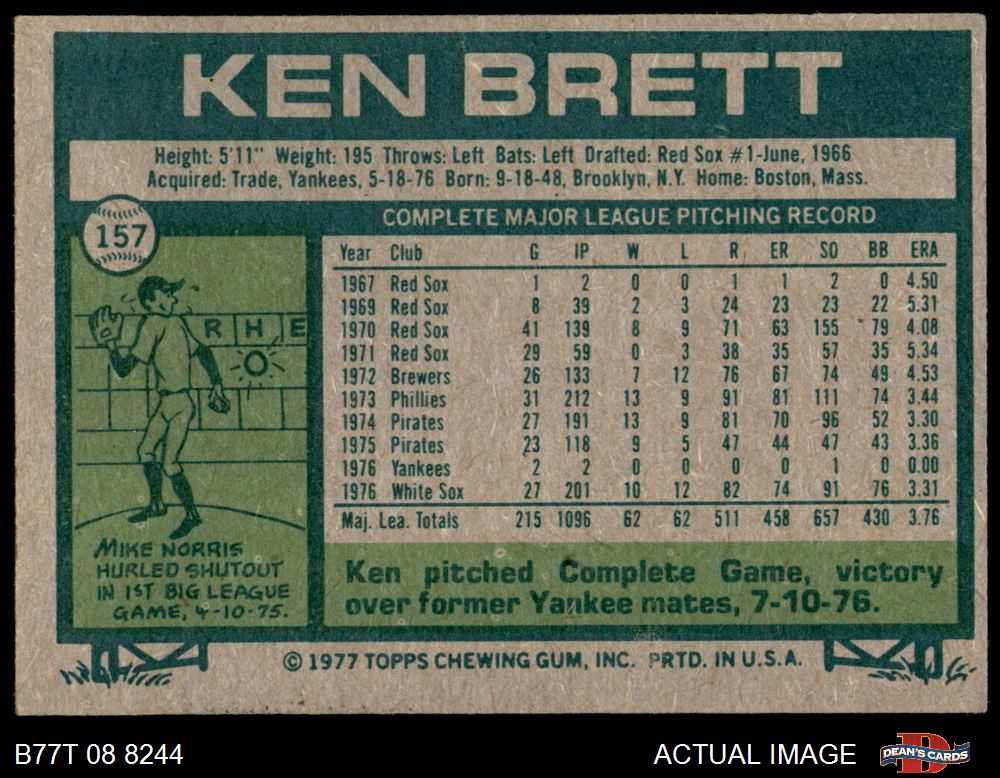 KEN BRETT
Height: 5'11" Weight: 195 Throws: Left Bats: Left Drafted: Red Sox #1-June, 1966
Acquired: Trade, Yankees, 5-18-76 Born: 9-18-48, Brooklyn, N.Y. Home: Boston, Mass.
157
COMPLETE MAJOR LEAGUE PITCHING RECORD
Year Club G IP W L R ER SO BB ERA
1967 Red Sox 1 2 0 0 1 1 2 0 4.50
1969 Red Sox 8 39 2 3 24 23 23 22 5.31
1970 Red Sox 41 139 8 9 71 63 155 79 4.08
1971 Red Sox 29 59 0 3 38 35 57 35 5.34
1972 Brewers 26 133 7 12 76 67 74 49 4.53
1973 Phillies 31 212 13 9 91 81 111 74 3.44
1974 Pirates 27 191 13 9 81 70 96 52 3.30
1975 Pirates 23 118 9 5 47 44 47 43 3.36
1976 Yankees 2 2 0 0 0 0 1 0 0.00
1976 White Sox 27 201 10 12 82 74 91 76 3.31
Maj. Lea. Totals 215 1096 62 62 511 458 657 430 3.76
R H E
O
MIKE NORRIS
HURLED SHUTOUT
IN 1ST BIG LEAGUE
GAME, 4-10-75.
Ken pitched Complete Game, victory
over former Yankee mates, 7-10-76.
© 1977 TOPPS CHEWING GUM, INC. PRTD. IN U.S.A.
B77T 08 8244
ACTUAL IMAGE
D
DEAN'S CARDS